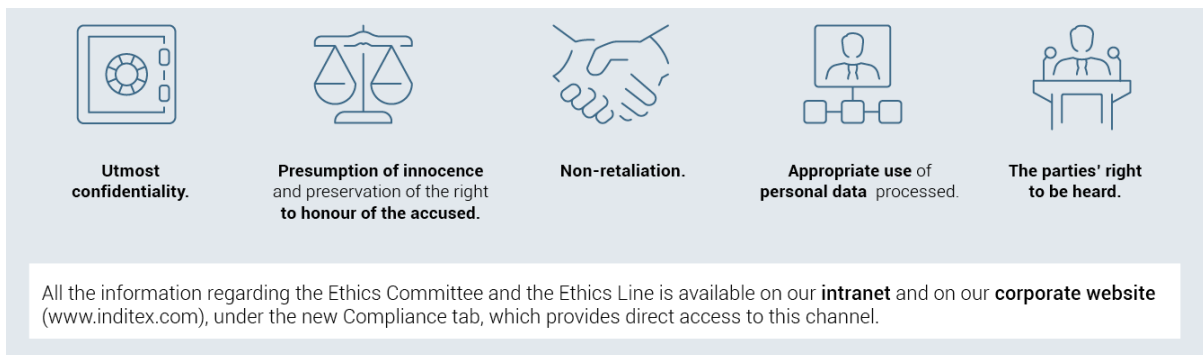 Utmost
confidentiality.
Presumption of innocence
and preservation of the right
to honour of the accused.
Non-retaliation.
Appropriate use of
personal data processed.
The parties' right
to be heard.
All the information regarding the Ethics Committee and the Ethics Line is available on our intranet and on our corporate website
(www.inditex.com), under the new Compliance tab, which provides direct access to this channel.